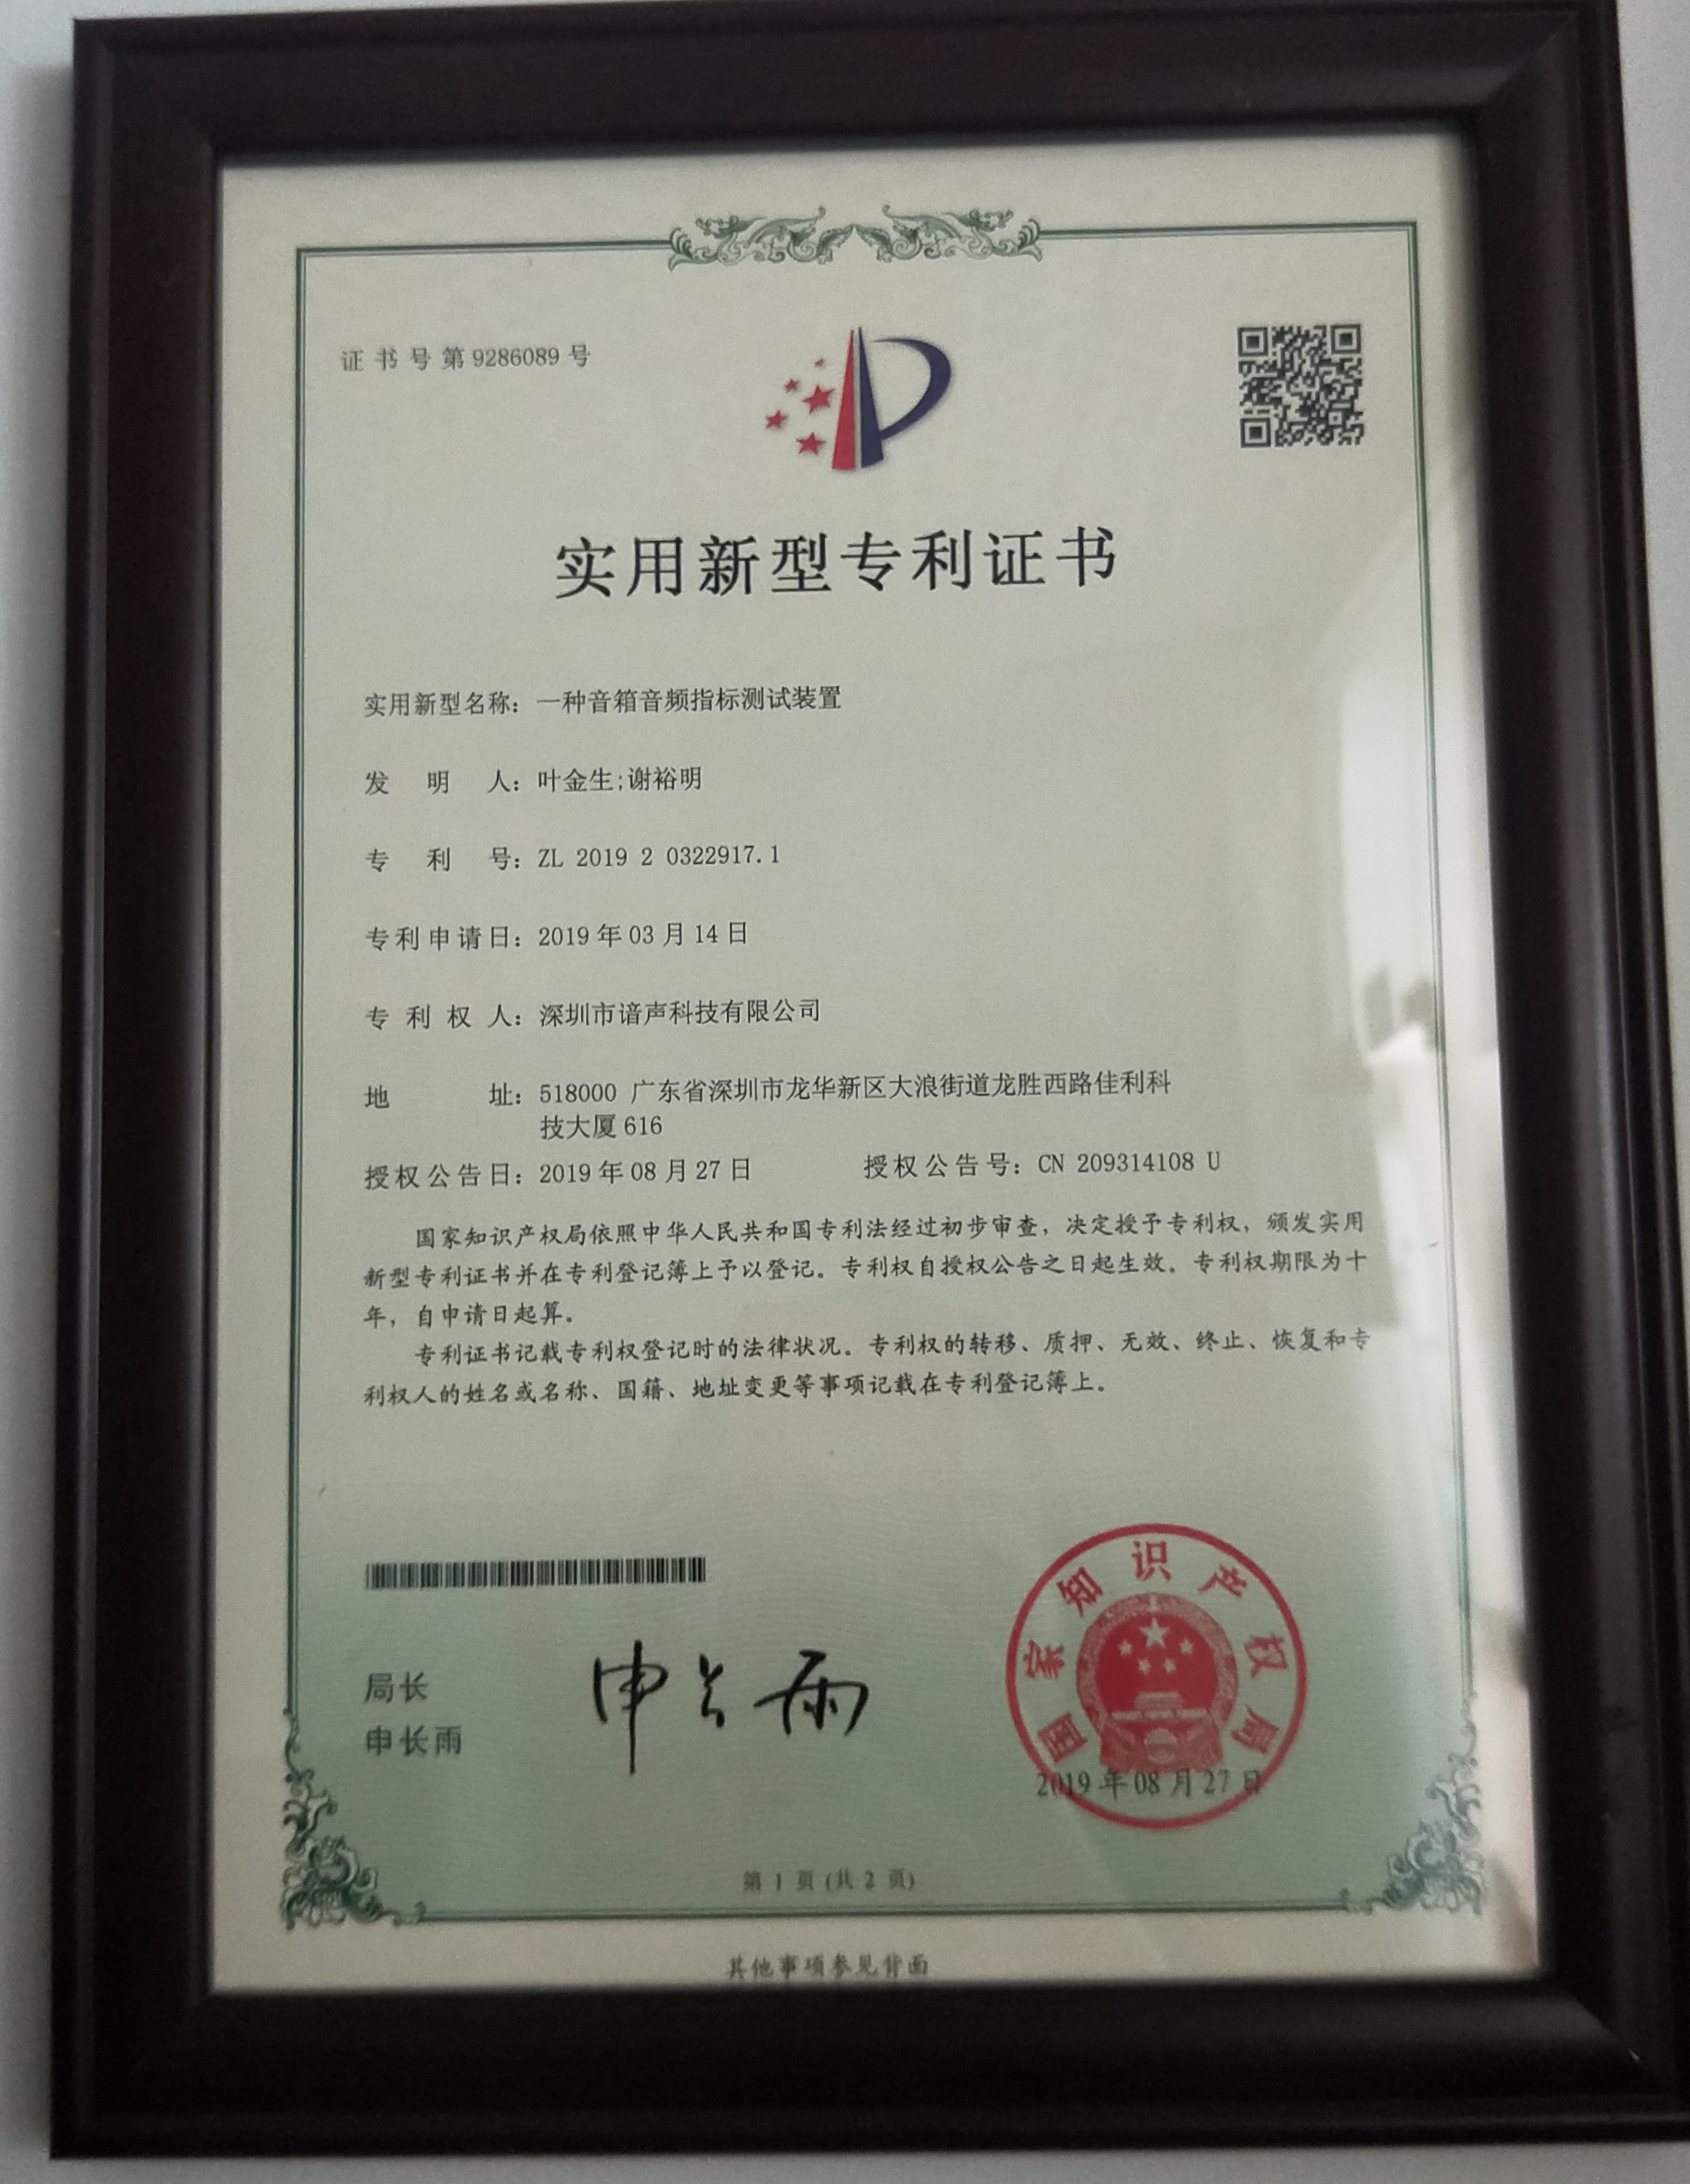 证书号第9286089号
实用新型专利证书
实用新型名称：一种音箱音频指标测试装置
发明人：叶金生;谢裕明
专利号：ZL 2019 2 0322917.1
专利申请日：2019年03月14日
专利权人：深圳市谙声科技有限公司
地址：518000 广东省深圳市龙华新区大浪街道龙胜西路佳利科
技大厦616
授权公告日：2019年08月27日 授权公告号：CN 209314108 U
国家知识产权局依照中华人民共和国专利法经过初步审查，决定授予专利权，颁发实用
新型专利证书并在专利登记簿上予以登记。专利权自授权公告之日起生效。专利权期限为十
年，自申请日起算。
专利证书记载专利权登记时的法律状况。专利权的转移、质押、无效、终止、恢复和专
利权人的姓名或名称、国籍、地址变更等事项记载在专利登记簿上。
局长
申长雨
申长雨
国家知识产权局
2019年08月27日
第1页(共2页)
其他事项参见背面